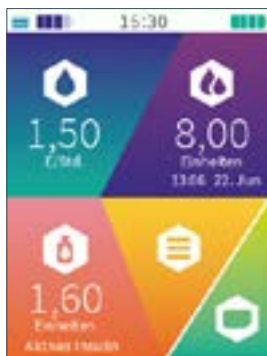 15:30
1,50
E/Std.
8,00
Einheiten
13:06 22. Jun
1,60
Einheiten
Aktives Insulin